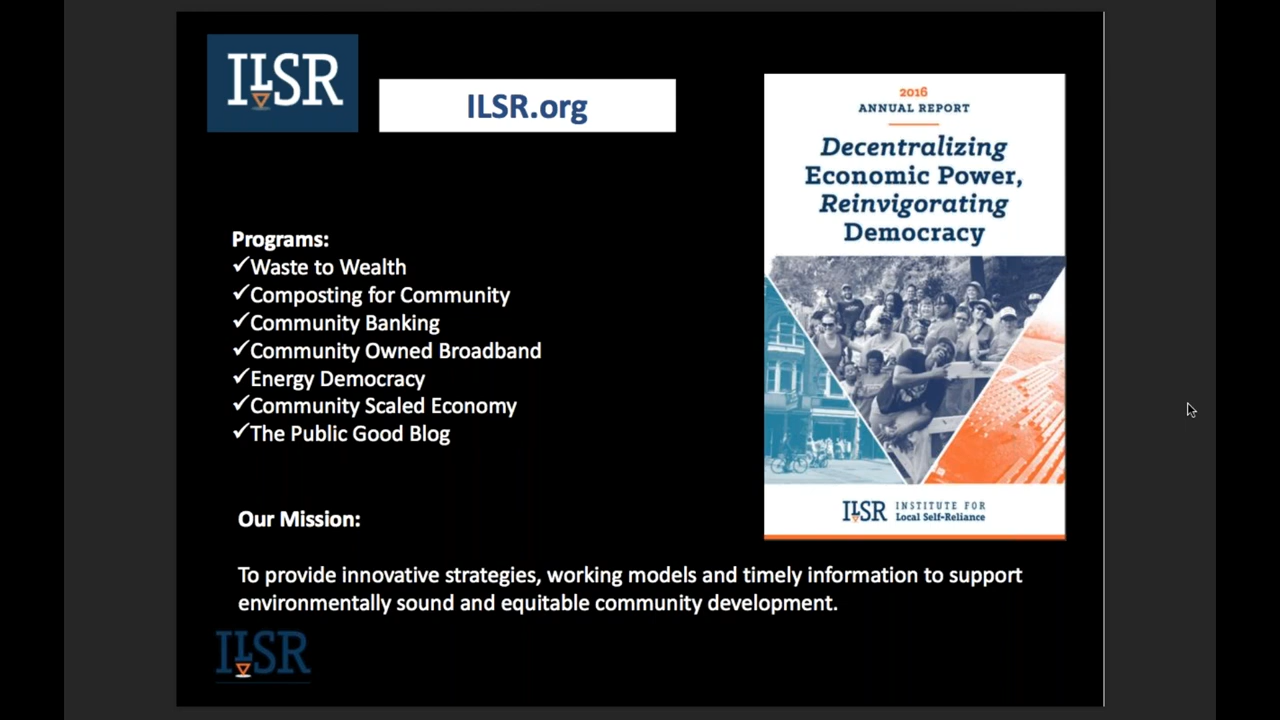 ILSR
ILSR.org
2016
ANNUAL REPORT
Decentralizing
Economic Power,
Reinvigorating
Democracy
Programs:
✓Waste to Wealth
✓Composting for Community
✓Community Banking
✓Community Owned Broadband
✓Energy Democracy
✓Community Scaled Economy
✓The Public Good Blog
ILSR INSTITUTE FOR
Local Self-Reliance
Our Mission:
To provide innovative strategies, working models and timely information to support
environmentally sound and equitable community development.
ILSR